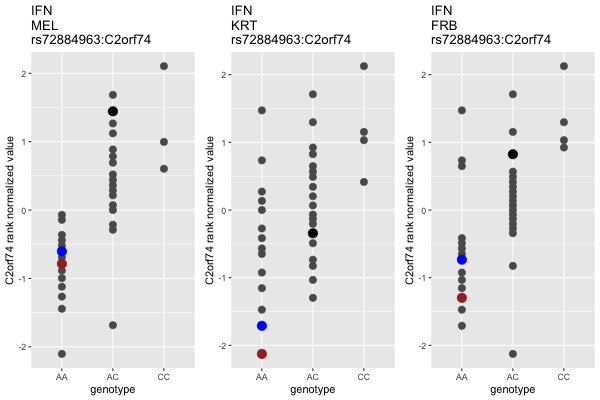 IFN
MEL
rs72884963:C2orf74
C2orf74 rank normalized value
2
1
0
-1
-2
AA AC CC
genotype
IFN
KRT
rs72884963:C2orf74
C2orf74 rank normalized value
2
1
0
-1
-2
AA AC CC
genotype
IFN
FRB
rs72884963:C2orf74
C2orf74 rank normalized value
2
1
0
-1
-2
AA AC CC
genotype